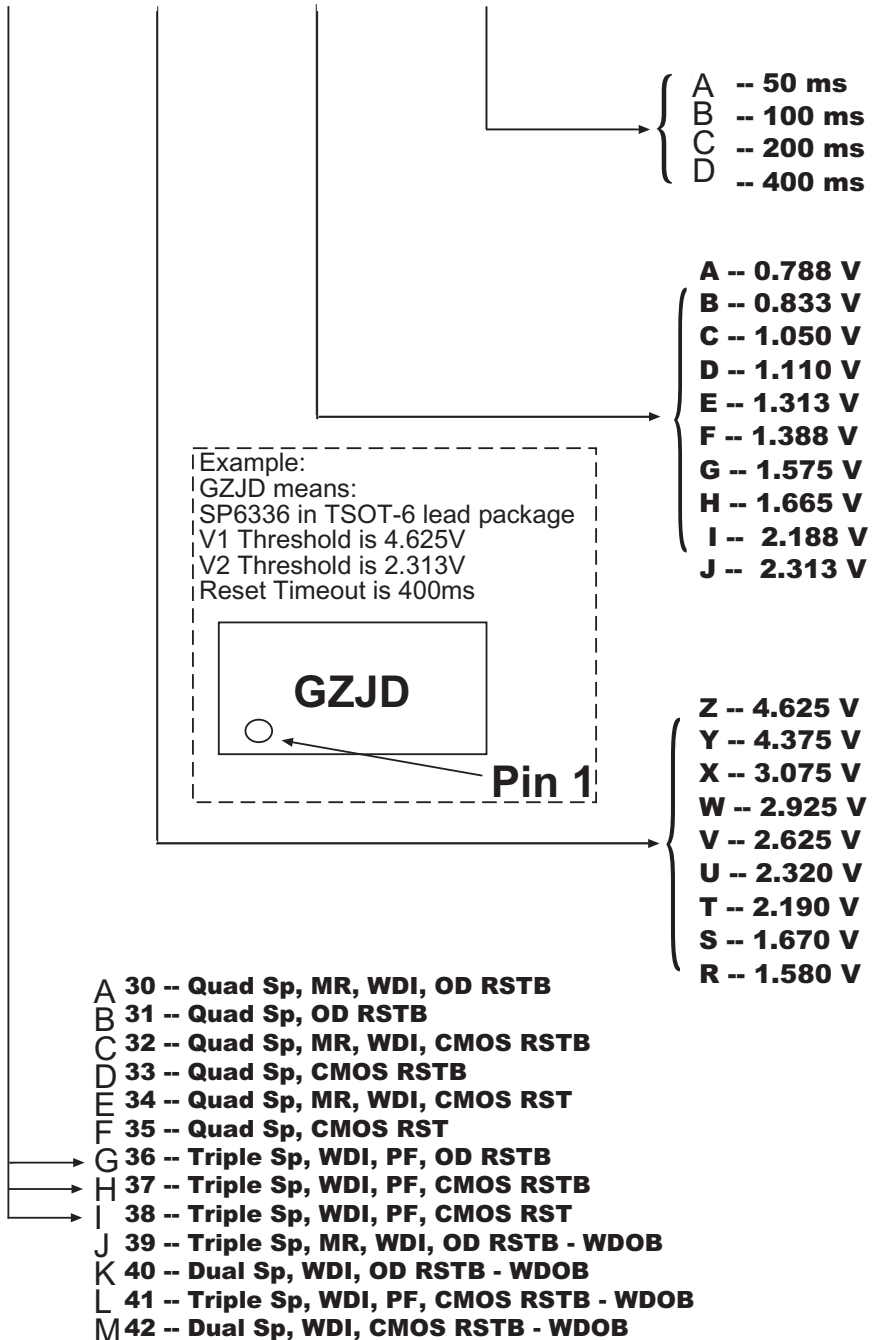 A -- 50 ms
B -- 100 ms
C -- 200 ms
D -- 400 ms
A -- 0.788 V
B -- 0.833 V
C -- 1.050 V
D -- 1.110 V
E -- 1.313 V
F -- 1.388 V
G -- 1.575 V
H -- 1.665 V
I -- 2.188 V
J -- 2.313 V
Example:
GZJD means:
SP6336 in TSOT-6 lead package
V1 Threshold is 4.625V
V2 Threshold is 2.313V
Reset Timeout is 400ms
GZJD
Pin 1
Z -- 4.625 V
Y -- 4.375 V
X -- 3.075 V
W -- 2.925 V
V -- 2.625 V
U -- 2.320 V
T -- 2.190 V
S -- 1.670 V
R -- 1.580 V
A 30 -- Quad Sp, MR, WDI, OD RSTB
B 31 -- Quad Sp, OD RSTB
C 32 -- Quad Sp, MR, WDI, CMOS RSTB
D 33 -- Quad Sp, CMOS RSTB
E 34 -- Quad Sp, MR, WDI, CMOS RST
F 35 -- Quad Sp, CMOS RST
G 36 -- Triple Sp, WDI, PF, OD RSTB
H 37 -- Triple Sp, WDI, PF, CMOS RSTB
I 38 -- Triple Sp, WDI, PF, CMOS RST
J 39 -- Triple Sp, MR, WDI, OD RSTB - WDOB
K 40 -- Dual Sp, WDI, OD RSTB - WDOB
L 41 -- Triple Sp, WDI, PF, CMOS RSTB - WDOB
M 42 -- Dual Sp, WDI, CMOS RSTB - WDOB